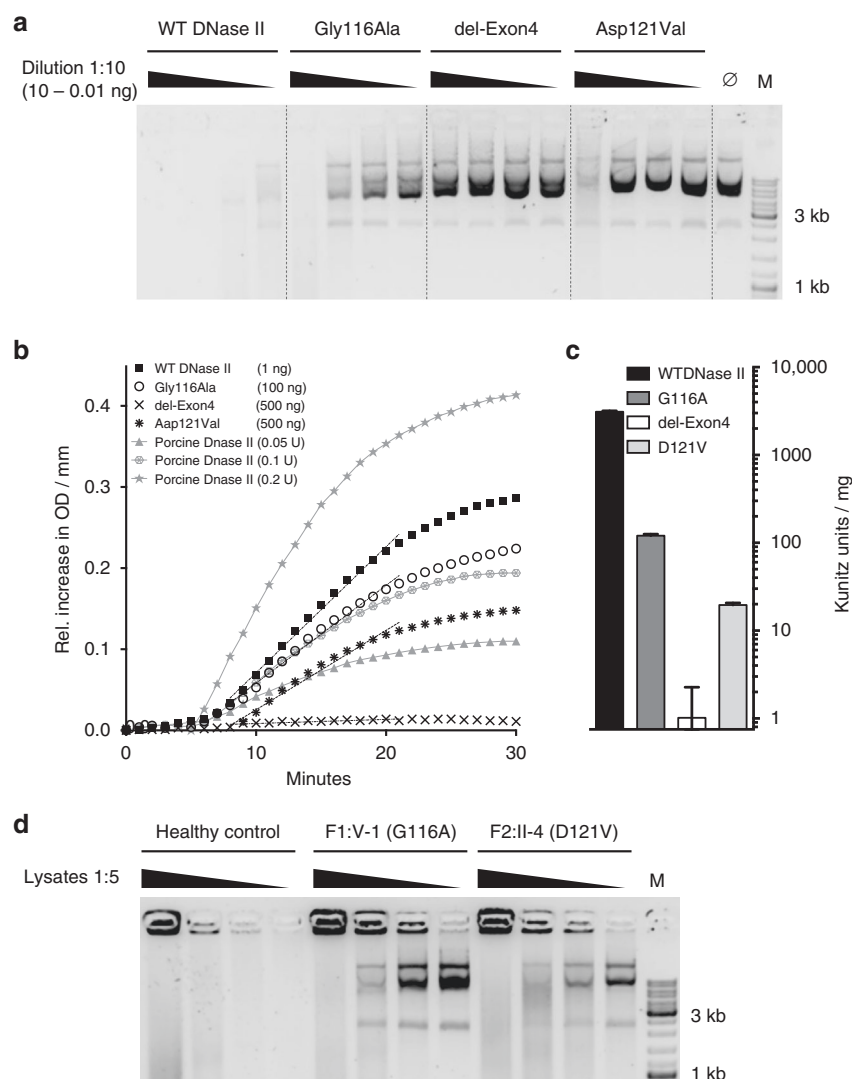 a
WT DNase II Gly116Ala del-Exon4 Asp121Val
Dilution 1:10
(10 – 0.01 ng)
∅ M
3 kb
1 kb
b
WT DNase II (1 ng)
Gly116Ala (100 ng)
del-Exon4 (500 ng)
Aap121Val (500 ng)
Porcine Dnase II (0.05 U)
Porcine Dnase II (0.1 U)
Porcine Dnase II (0.2 U)
Rel. increase in OD / mm
0.4
0.3
0.2
0.1
0.0
0 10 20 30
Minutes
c
WTDNase II
G116A
del-Exon4
D121V
10,000
1000
100
10
1
Kunitz units / mg
d
Healthy control F1:V-1 (G116A) F2:II-4 (D121V)
Lysates 1:5
M
3 kb
1 kb